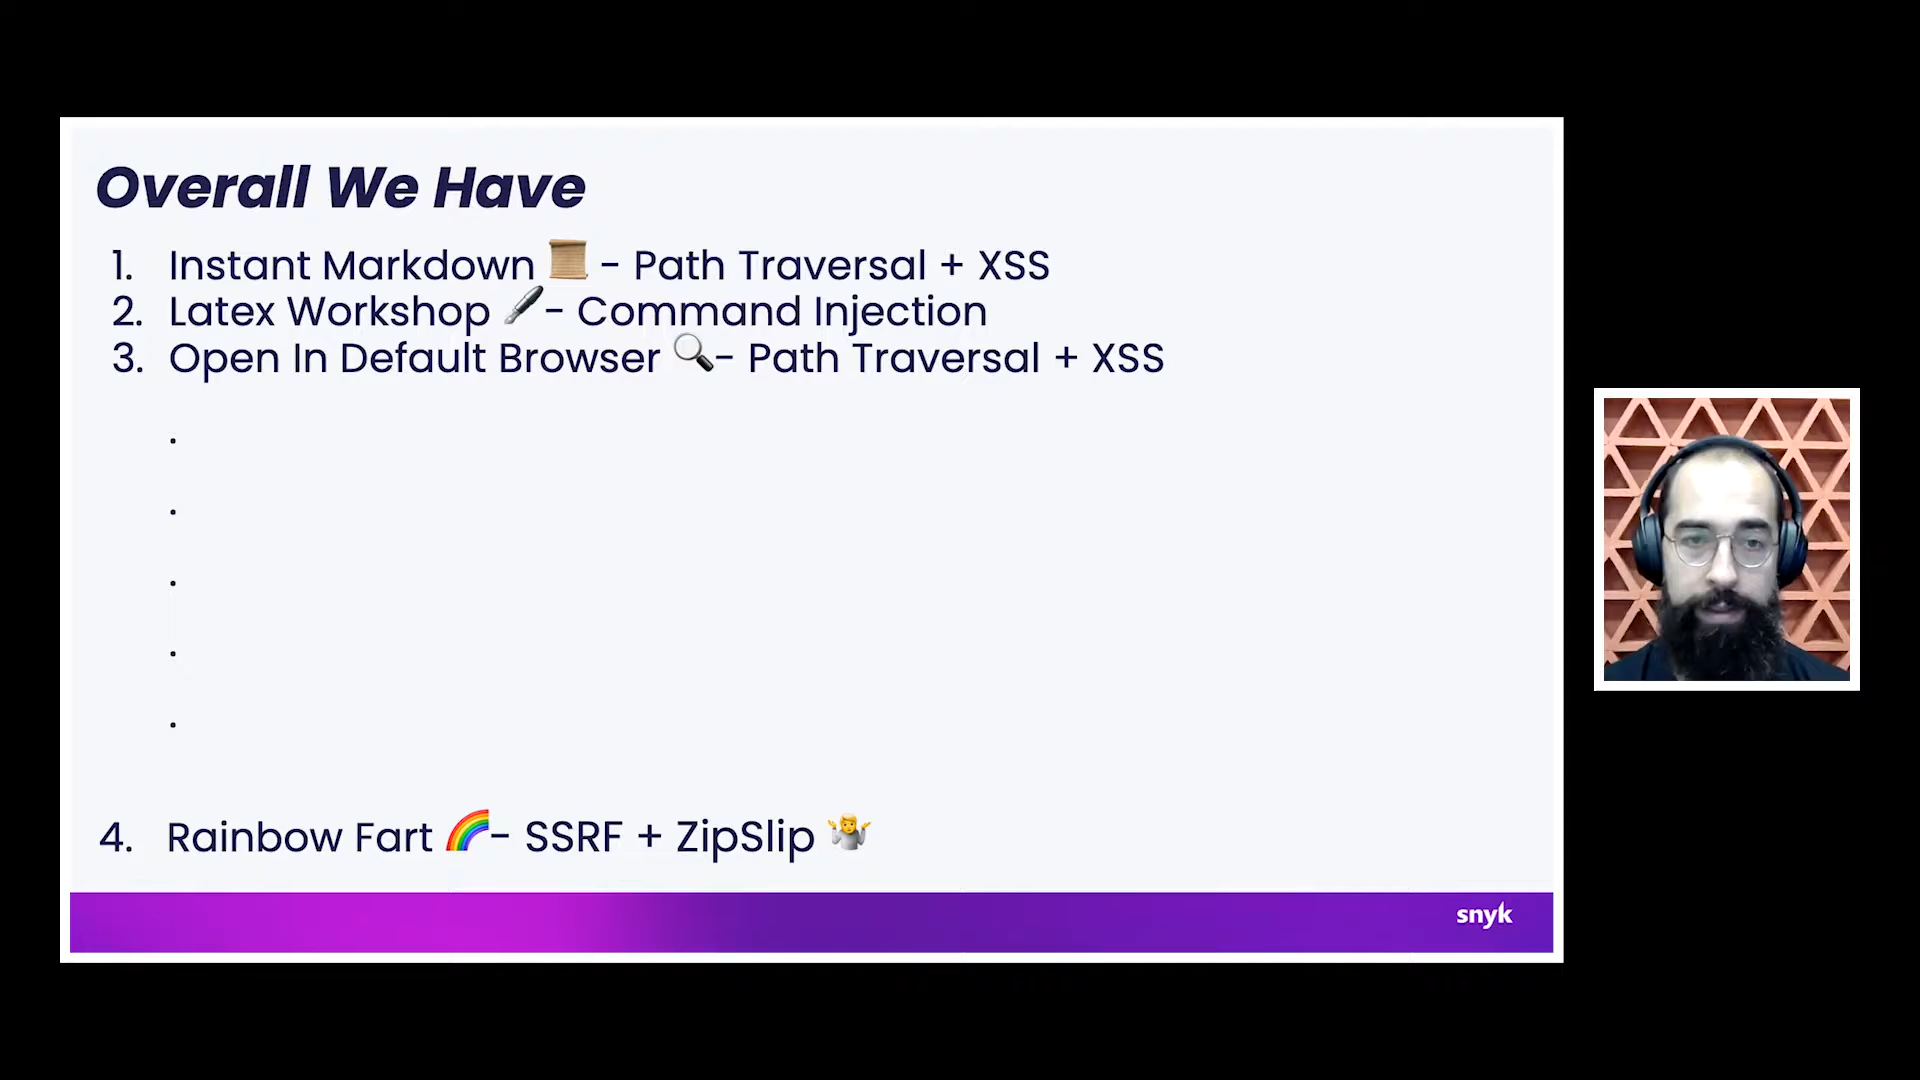 Overall We Have
1. Instant Markdown 📜 - Path Traversal + XSS
2. Latex Workshop 🖋- Command Injection
3. Open In Default Browser 🔍- Path Traversal + XSS
.
.
.
.
.
4. Rainbow Fart 🌈- SSRF + ZipSlip 🤷
snyk